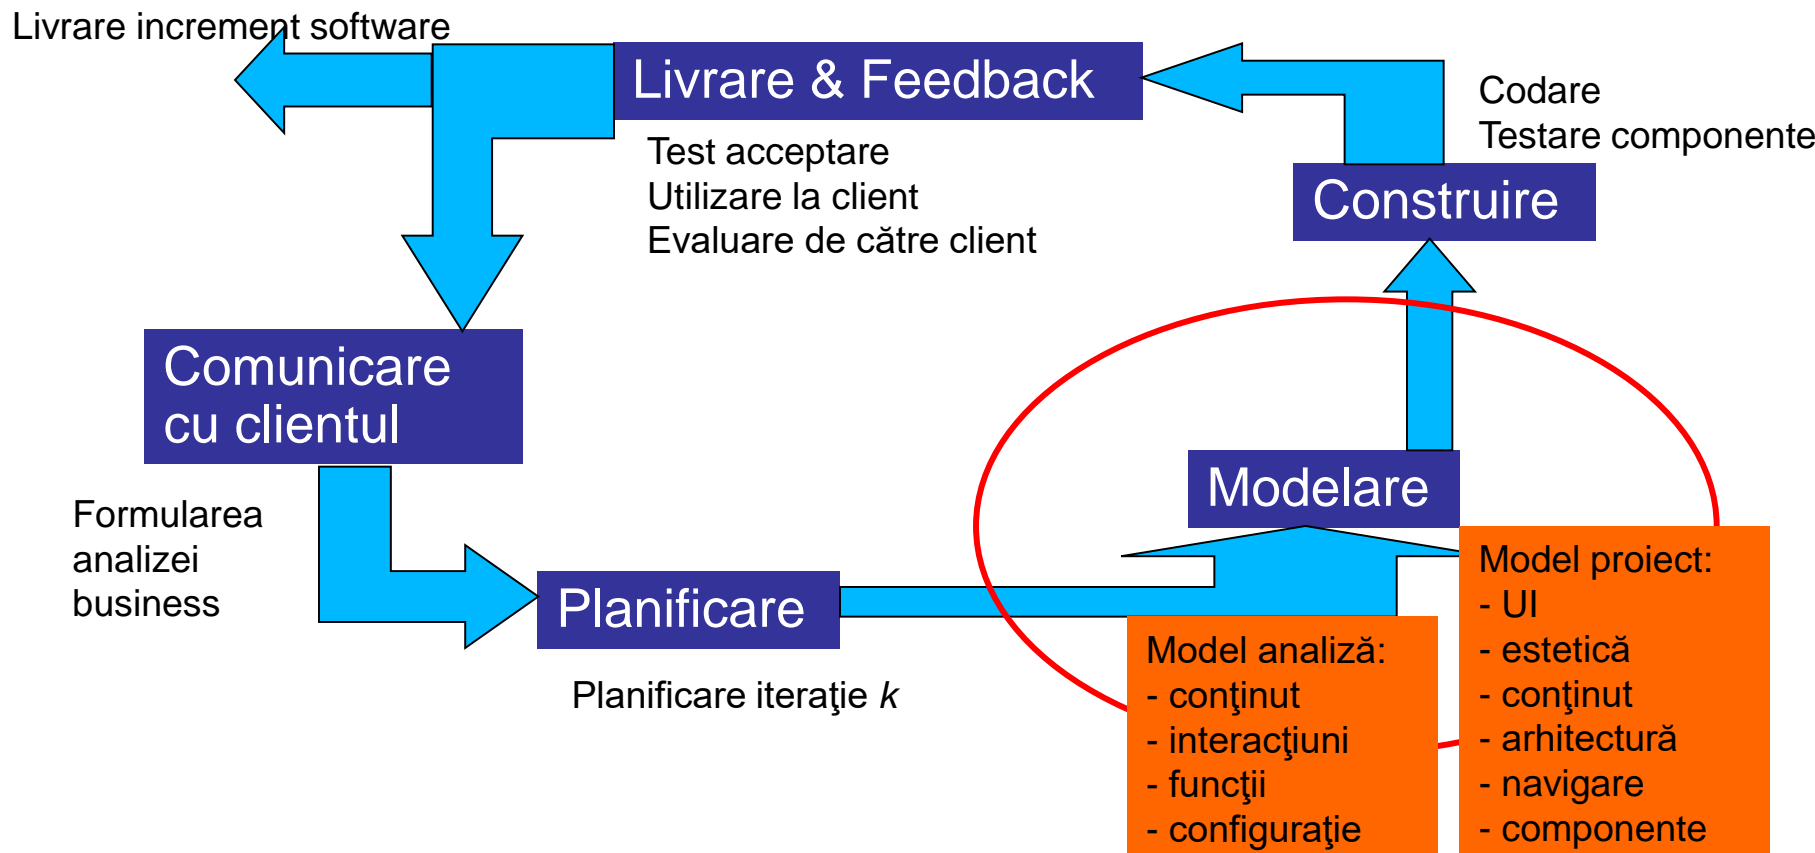 Livrare increment software
Livrare & Feedback
Test acceptare
Utilizare la client
Evaluare de către client
Codare
Testare componente
Construire
Comunicare
cu clientul
Formularea
analizei
business
Planificare
Planificare iteraţie k
Modelare
Model analiză:
- conţinut
- interacţiuni
- funcţii
- configuraţie
Model proiect:
- UI
- estetică
- conţinut
- arhitectură
- navigare
- componente